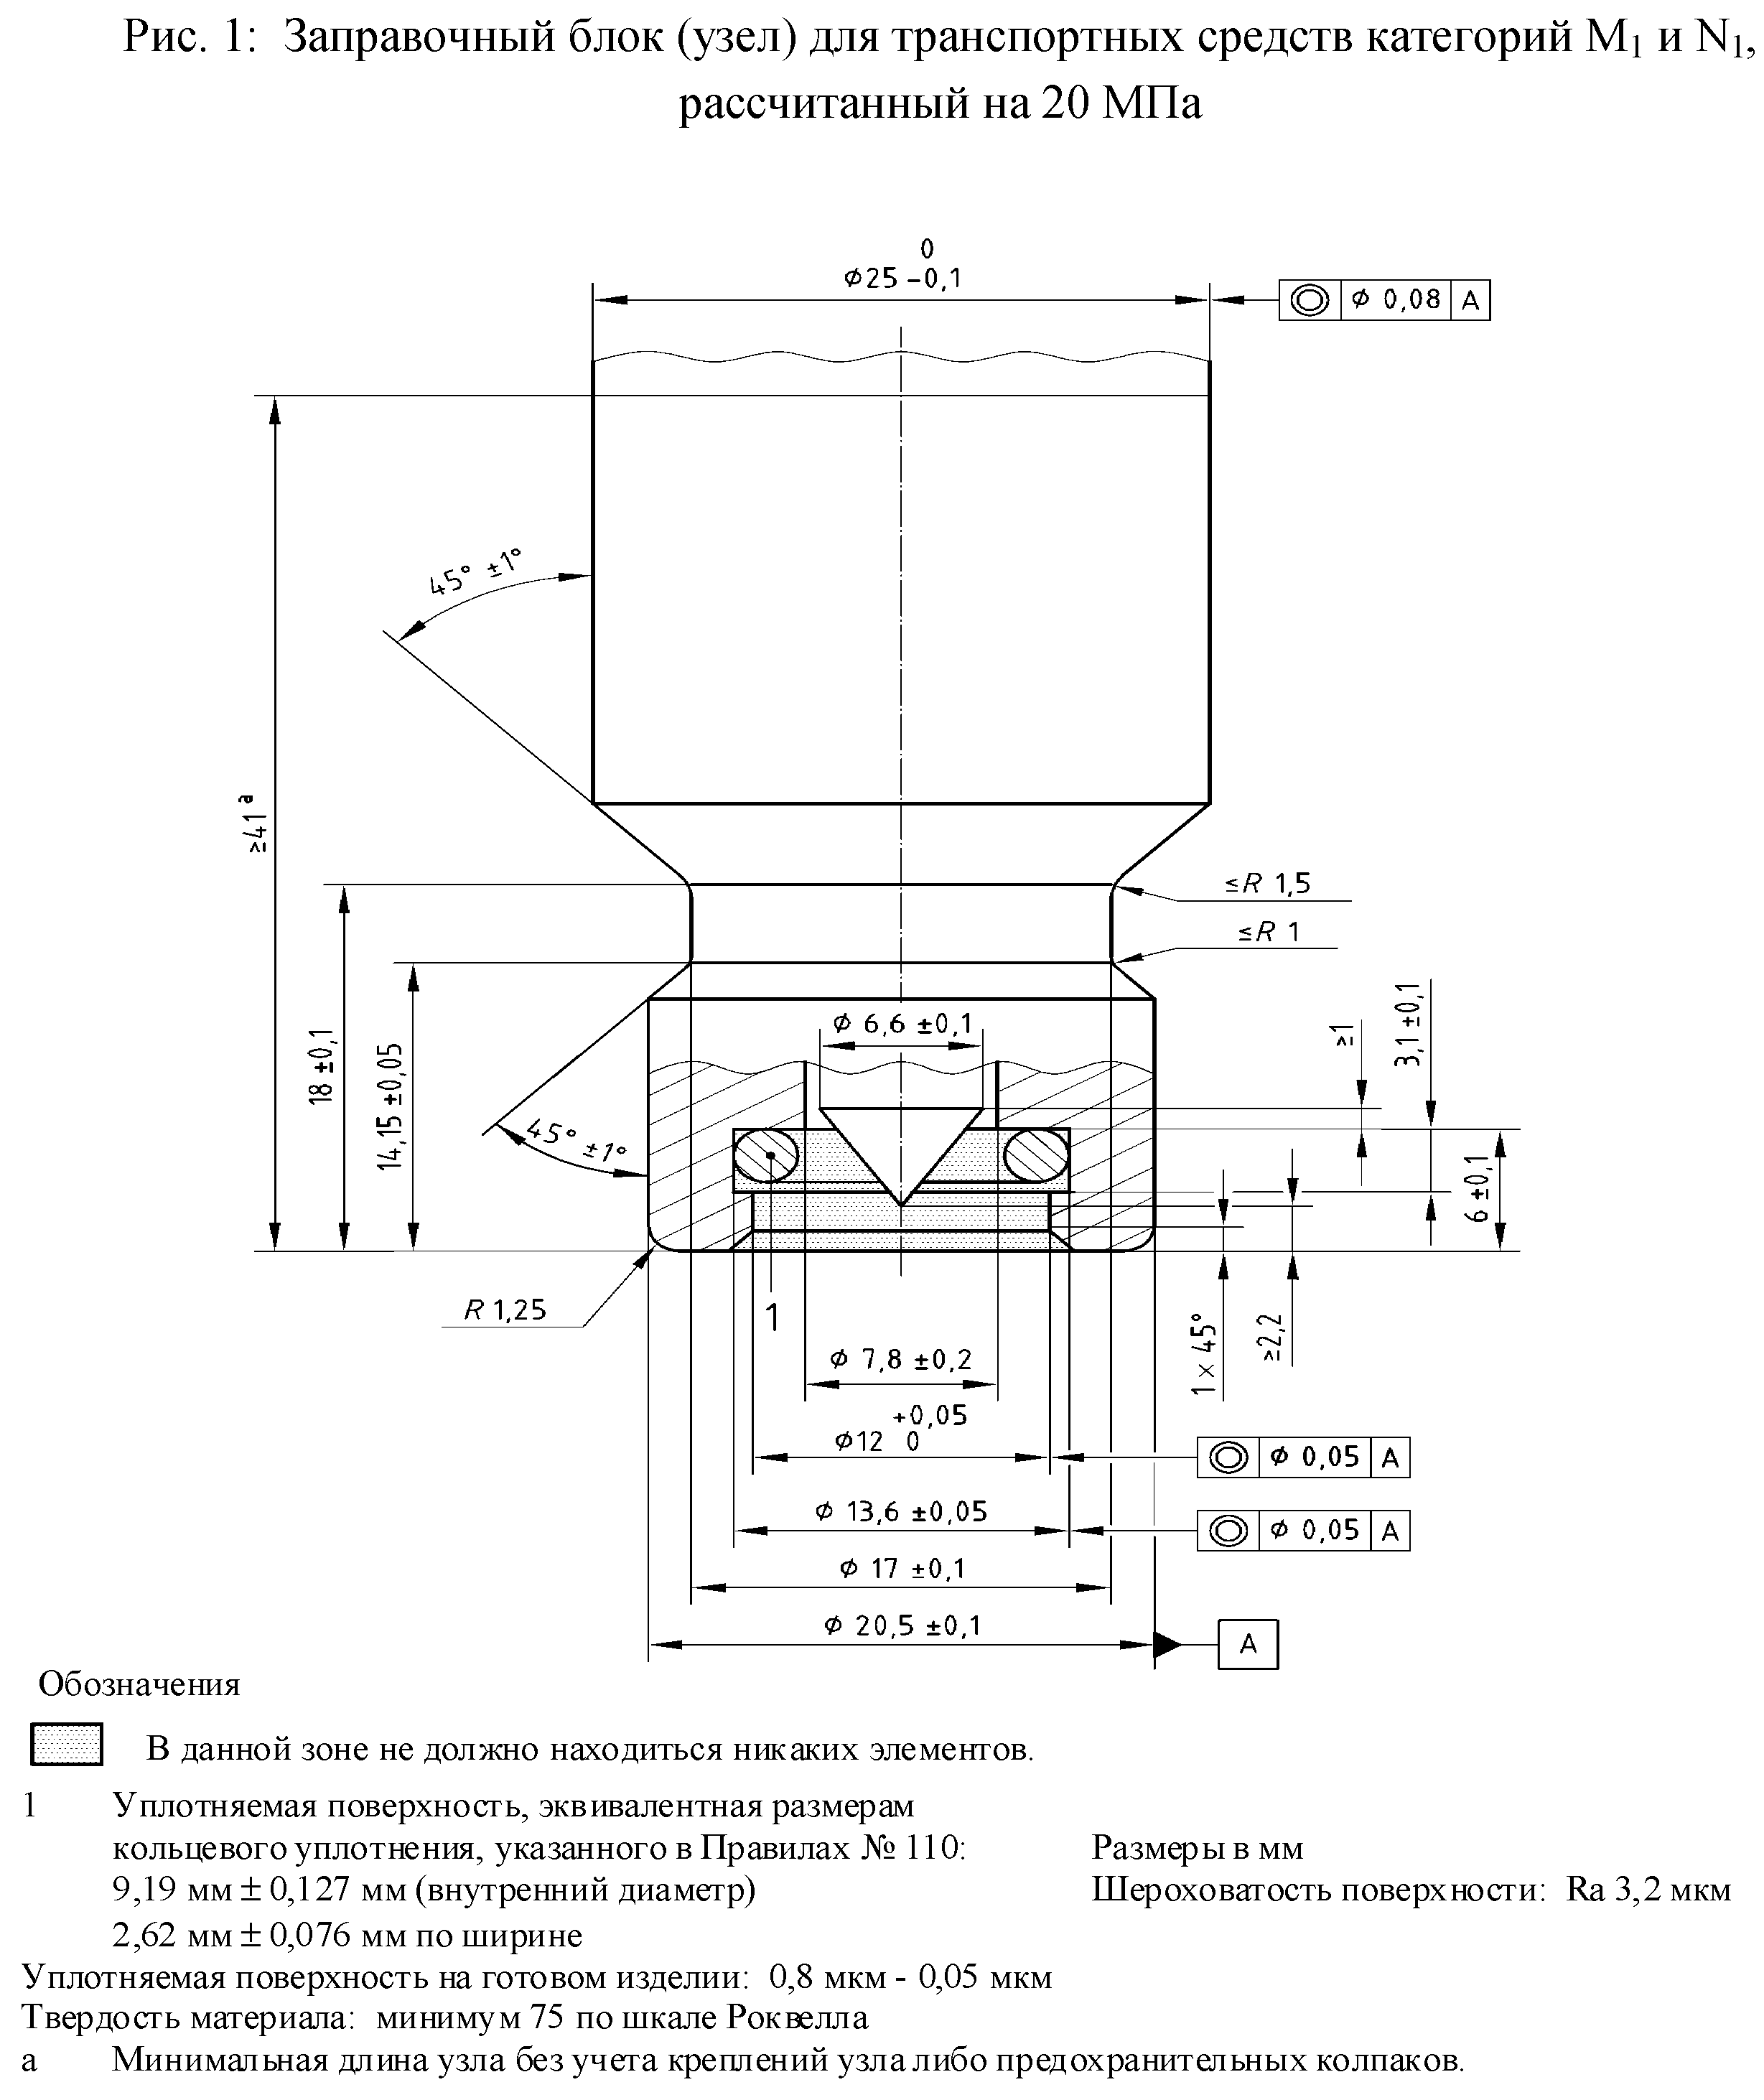 Рис. 1: Заправочный блок (узел) для транспортных средств категорий M1 и N1,
рассчитанный на 20 МПа
0
Φ25 -0,1
Φ 0,08 A
45° ±1°
≥41 a
≤R 1,5
≤R 1
18 ±0,1
14,15 ±0,05
Φ 6,6 ±0,1
≥1
3,1 ±0,1
45° ±1°
6 ±0,1
R 1,25
1
1 × 45°
≥2,2
Φ 7,8 ±0,2
+0,05
Φ12 0
Φ 0,05 A
Φ 13,6 ±0,05
Φ 0,05 A
Φ 17 ±0,1
Φ 20,5 ±0,1
A
Обозначения
В данной зоне не должно находиться никаких элементов.
1 Уплотняемая поверхность, эквивалентная размерам
кольцевого уплотнения, указанного в Правилах № 110: Размеры в мм
9,19 мм ± 0,127 мм (внутренний диаметр) Шероховатость поверхности: Ra 3,2 мкм
2,62 мм ± 0,076 мм по ширине
Уплотняемая поверхность на готовом изделии: 0,8 мкм - 0,05 мкм
Твердость материала: минимум 75 по шкале Роквелла
a Минимальная длина узла без учета креплений узла либо предохранительных колпаков.